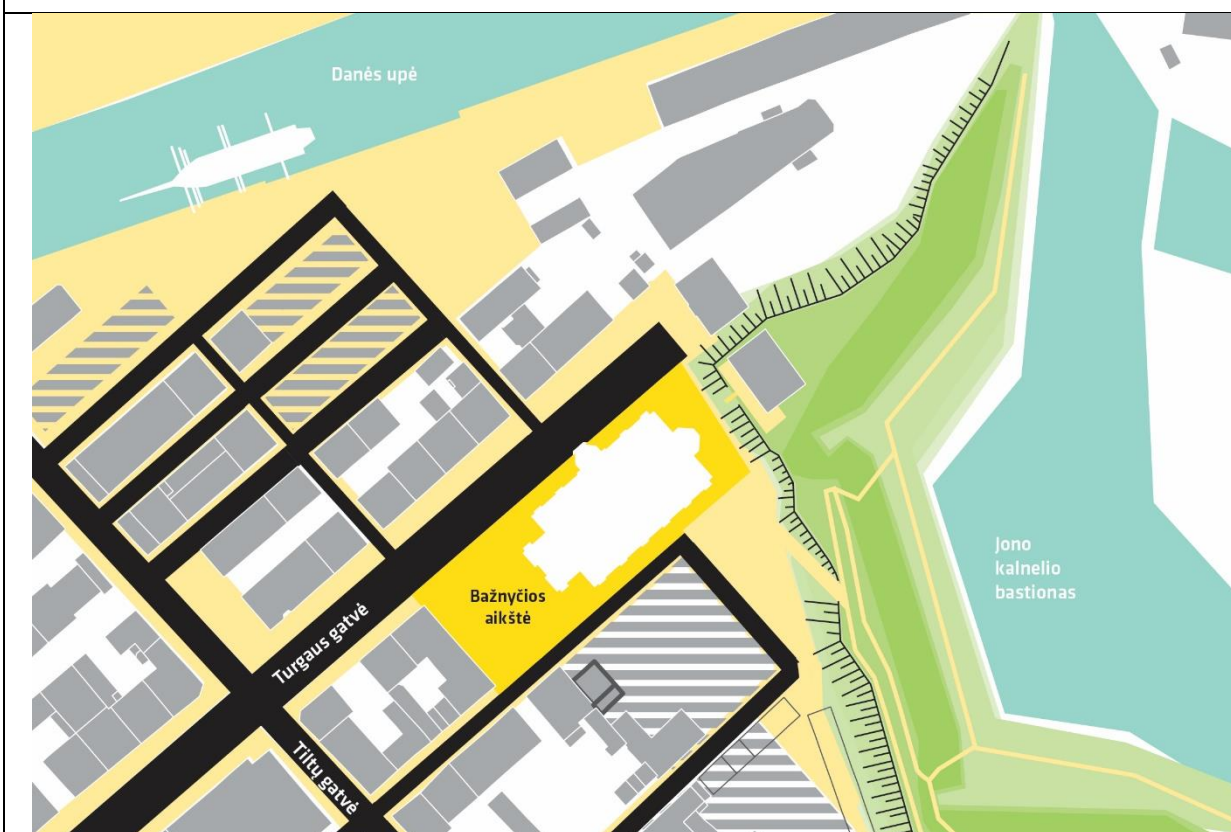 Danės upė
Jono
kalnelio
bastionas
Bažnyčios
aikštė
Turgaus gatvė
Tiltų gatvė